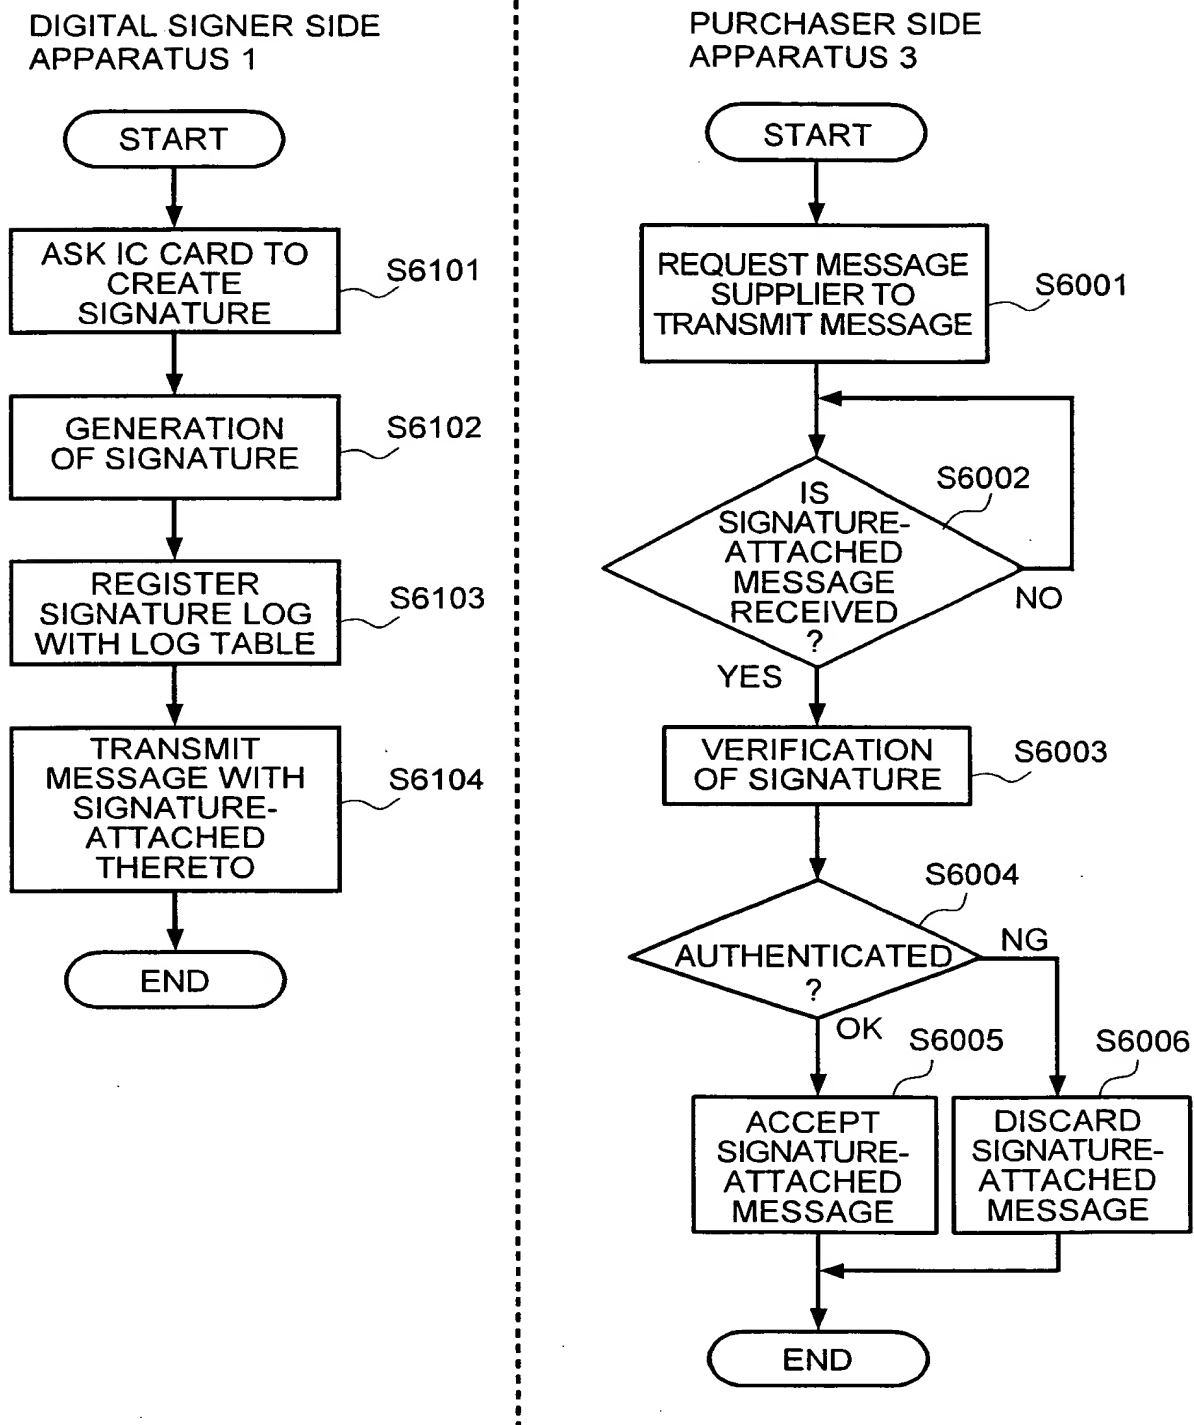 DIGITAL SIGNER SIDE
APPARATUS 1
START
ASK IC CARD TO
CREATE
SIGNATURE
S6101
GENERATION
OF SIGNATURE
S6102
REGISTER
SIGNATURE LOG
WITH LOG TABLE
S6103
TRANSMIT
MESSAGE WITH
SIGNATURE-
ATTACHED
THERETO
S6104
END
PURCHASER SIDE
APPARATUS 3
START
REQUEST MESSAGE
SUPPLIER TO
TRANSMIT MESSAGE
S6001
IS
SIGNATURE-
ATTACHED
MESSAGE
RECEIVED
?
S6002
NO
YES
VERIFICATION
OF SIGNATURE
S6003
AUTHENTICATED
?
S6004
NG
OK
S6005
ACCEPT
SIGNATURE-
ATTACHED
MESSAGE
S6006
DISCARD
SIGNATURE-
ATTACHED
MESSAGE
END